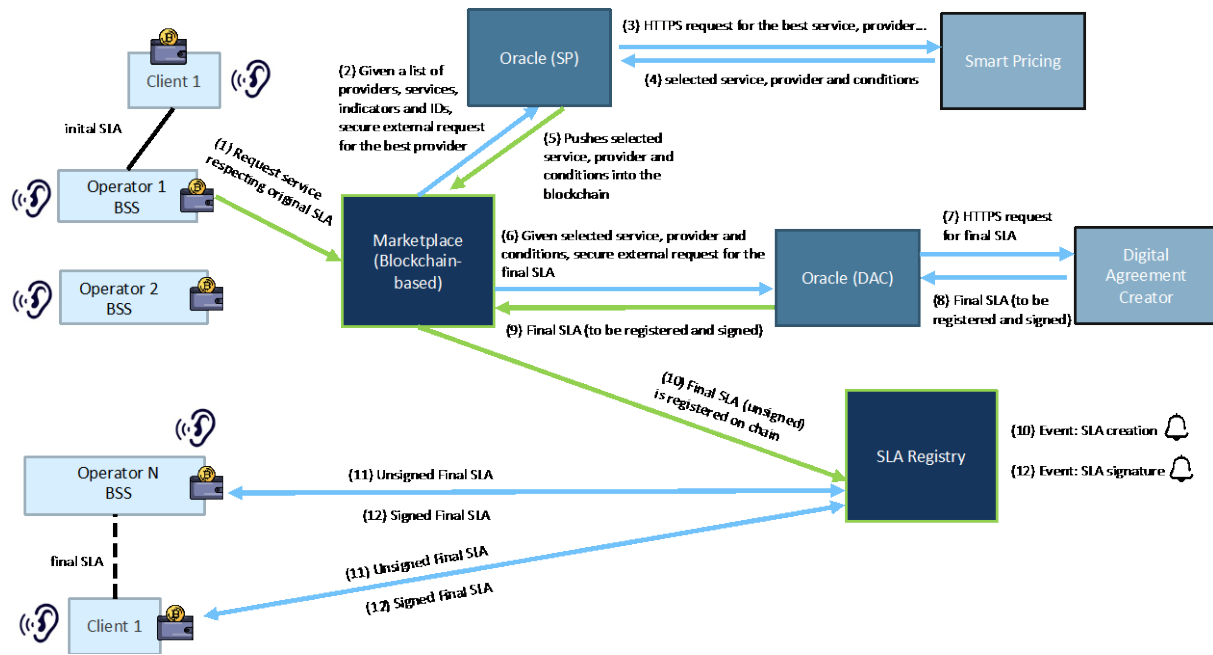 Client 1
inital SLA
Operator 1
BSS
Operator 2
BSS
(1) Request service
respecting original SLA
(2) Given a list of
providers, services,
indicators and IDs,
secure external request
for the best provider
Oracle (SP)
(3) HTTPS request for the best service, provider...
(4) selected service, provider and conditions
Smart Pricing
(5) Pushes selected
service, provider and
conditions into the
blockchain
Marketplace
(Blockchain-
based)
(6) Given selected service, provider and
conditions, secure external request for the
final SLA
Oracle (DAC)
(7) HTTPS request
for final SLA
Digital
Agreement
Creator
(8) Final SLA (to be
registered and signed)
(9) Final SLA (to be registered and signed)
(10) Final SLA (unsigned)
is registered on chain
SLA Registry
(10) Event: SLA creation
(12) Event: SLA signature
Operator N
BSS
(11) Unsigned Final SLA
(12) Signed Final SLA
final SLA
(11) Unsigned Final SLA
(12) Signed Final SLA
Client 1